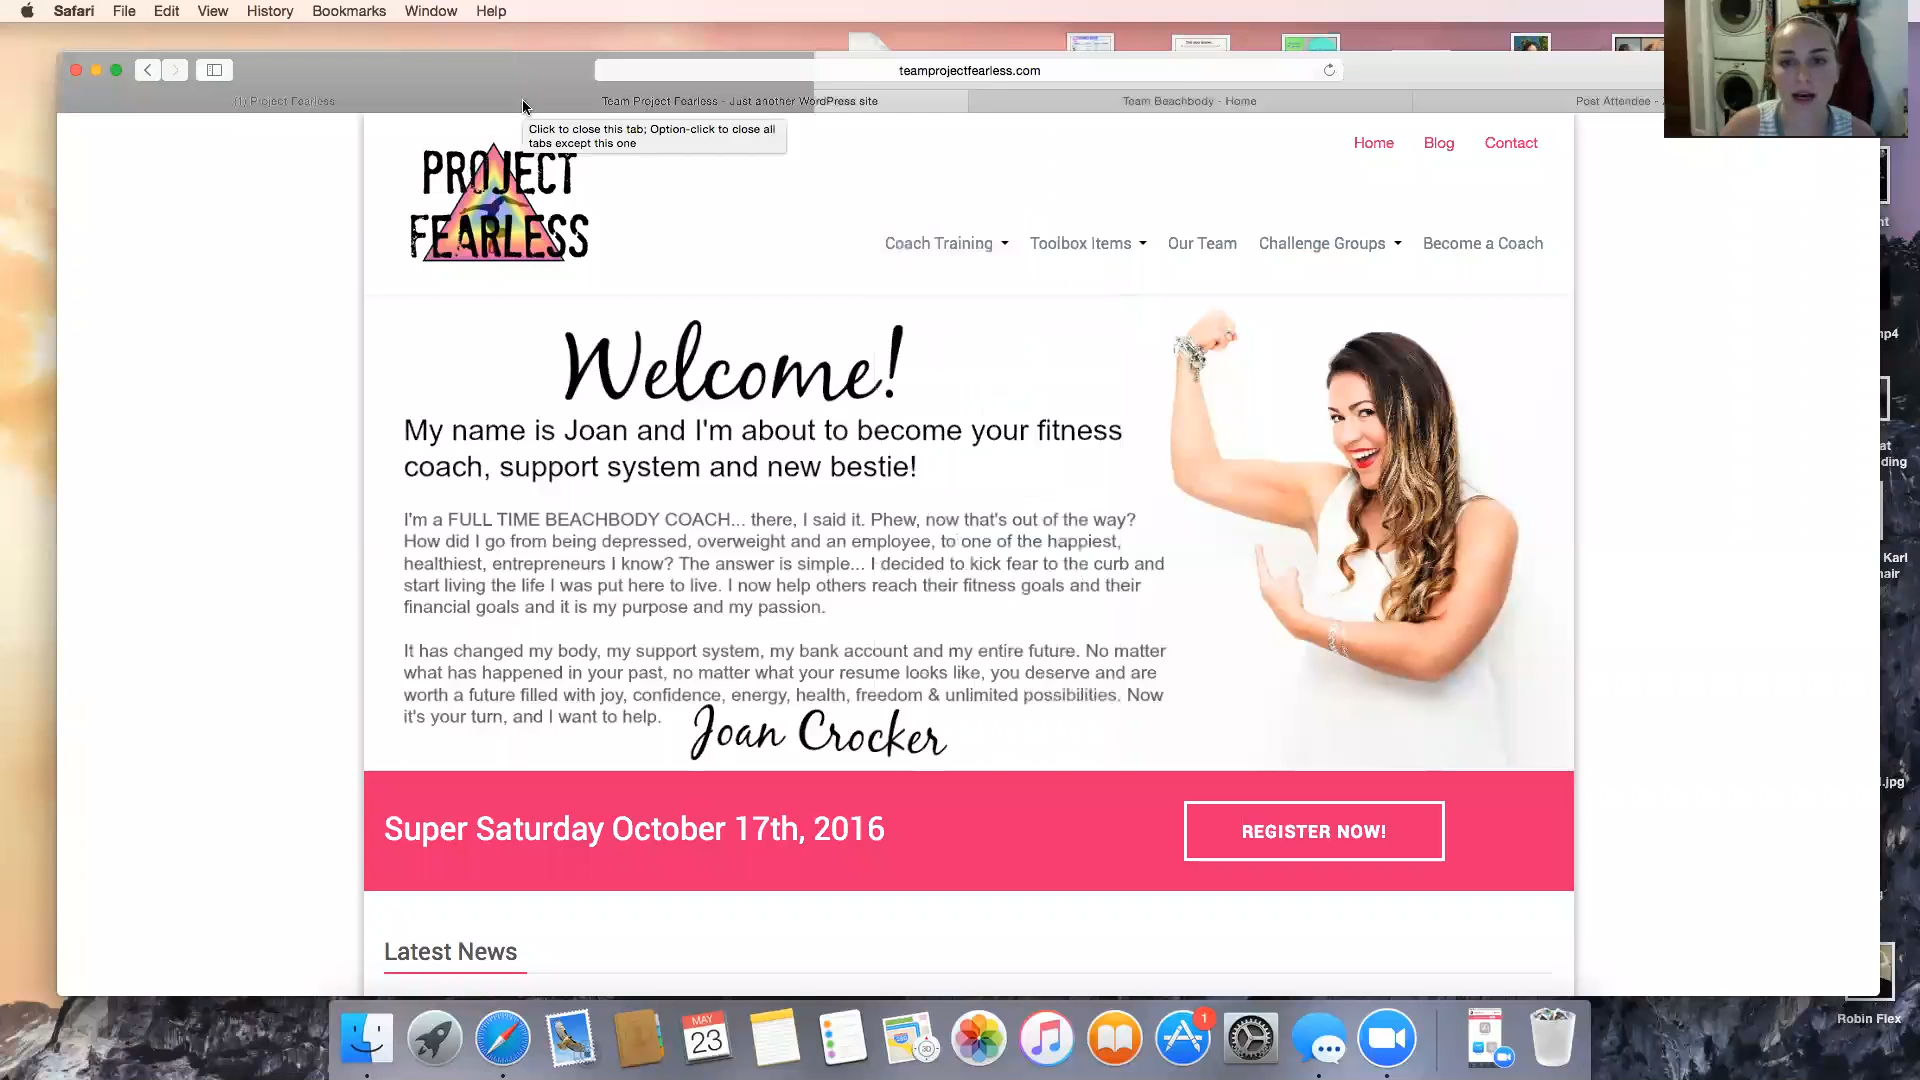 Safari File Edit View History Bookmarks Window Help
teamprojectfearless.com
(1) Project Fearless
Team Project Fearless - Just another WordPress site
Team Beachbody - Home
Post Attendee -
Click to close this tab; Option-click to close all
tabs except this one
Home Blog Contact
PROJECT
FEARLESS
Coach Training Toolbox Items Our Team Challenge Groups Become a Coach
Welcome!
My name is Joan and I'm about to become your fitness
coach, support system and new bestie!
I'm a FULL TIME BEACHBODY COACH... there, I said it. Phew, now that's out of the way?
How did I go from being depressed, overweight and an employee, to one of the happiest,
healthiest, entrepreneurs I know? The answer is simple... I decided to kick fear to the curb and
start living the life I was put here to live. I now help others reach their fitness goals and their
financial goals and it is my purpose and my passion.
It has changed my body, my support system, my bank account and my entire future. No matter
what has happened in your past, no matter what your resume looks like, you deserve and are
worth a future filled with joy, confidence, energy, health, freedom & unlimited possibilities. Now
it's your turn, and I want to help.
Joan Crocker
Super Saturday October 17th, 2016
REGISTER NOW!
Latest News
nt
mp4
at
nding
Karl
hair
l.jpg
Robin Flex
MAY
23
1